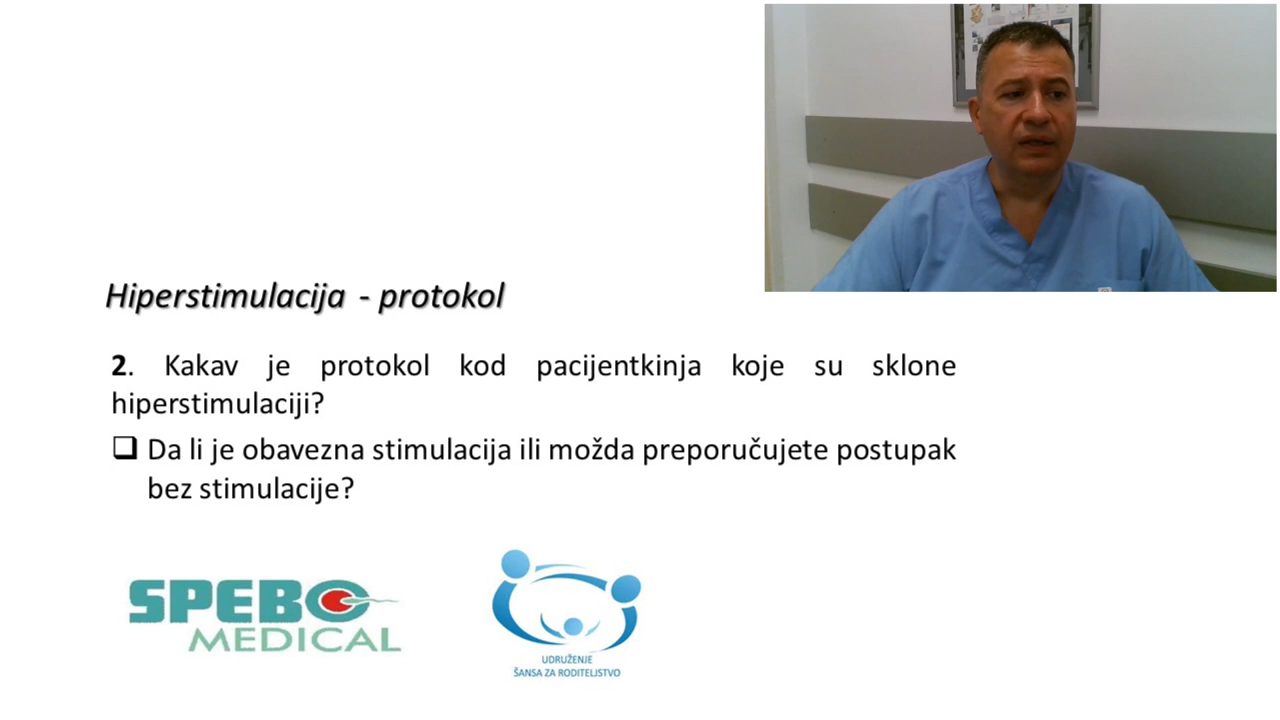 Hiperstimulacija - protokol
2. Kakav je protokol kod pacijentkinja koje su sklone
hiperstimulaciji?
❑ Da li je obavezna stimulacija ili možda preporučujete postupak
bez stimulacije?
SPEBO
MEDICAL
UDRUŽENJE
ŠANSA ZA RODITELJSTVO